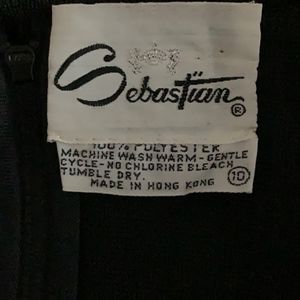 Sebastian ®
100% POLYESTER
MACHINE WASH WARM - GENTLE
CYCLE - NO CHLORINE BLEACH
TUMBLE DRY.
MADE IN HONG KONG 10